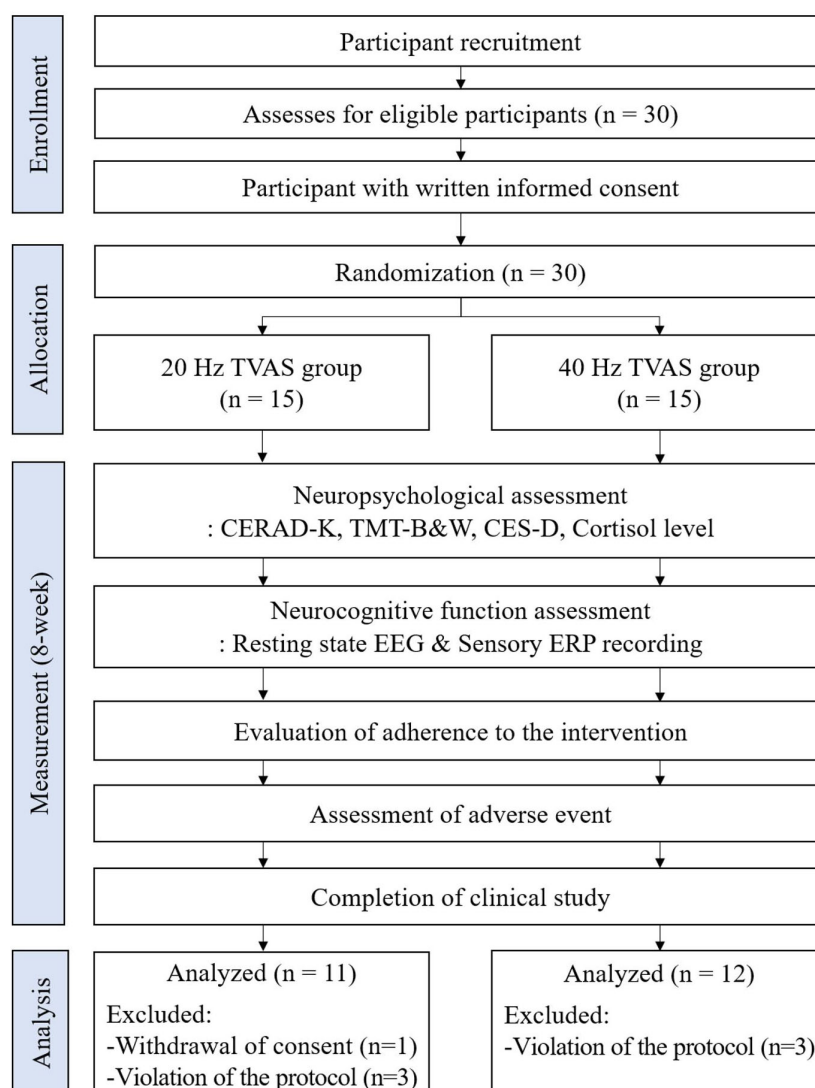 Enrollment
Participant recruitment
Assesses for eligible participants (n = 30)
Participant with written informed consent
Allocation
Randomization (n = 30)
20 Hz TVAS group
(n = 15)
40 Hz TVAS group
(n = 15)
Measurement (8-week)
Neuropsychological assessment
: CERAD-K, TMT-B&W, CES-D, Cortisol level
Neurocognitive function assessment
: Resting state EEG & Sensory ERP recording
Evaluation of adherence to the intervention
Assessment of adverse event
Completion of clinical study
Analysis
Analyzed (n = 11)
Excluded:
-Withdrawal of consent (n=1)
-Violation of the protocol (n=3)
Analyzed (n = 12)
Excluded:
-Violation of the protocol (n=3)